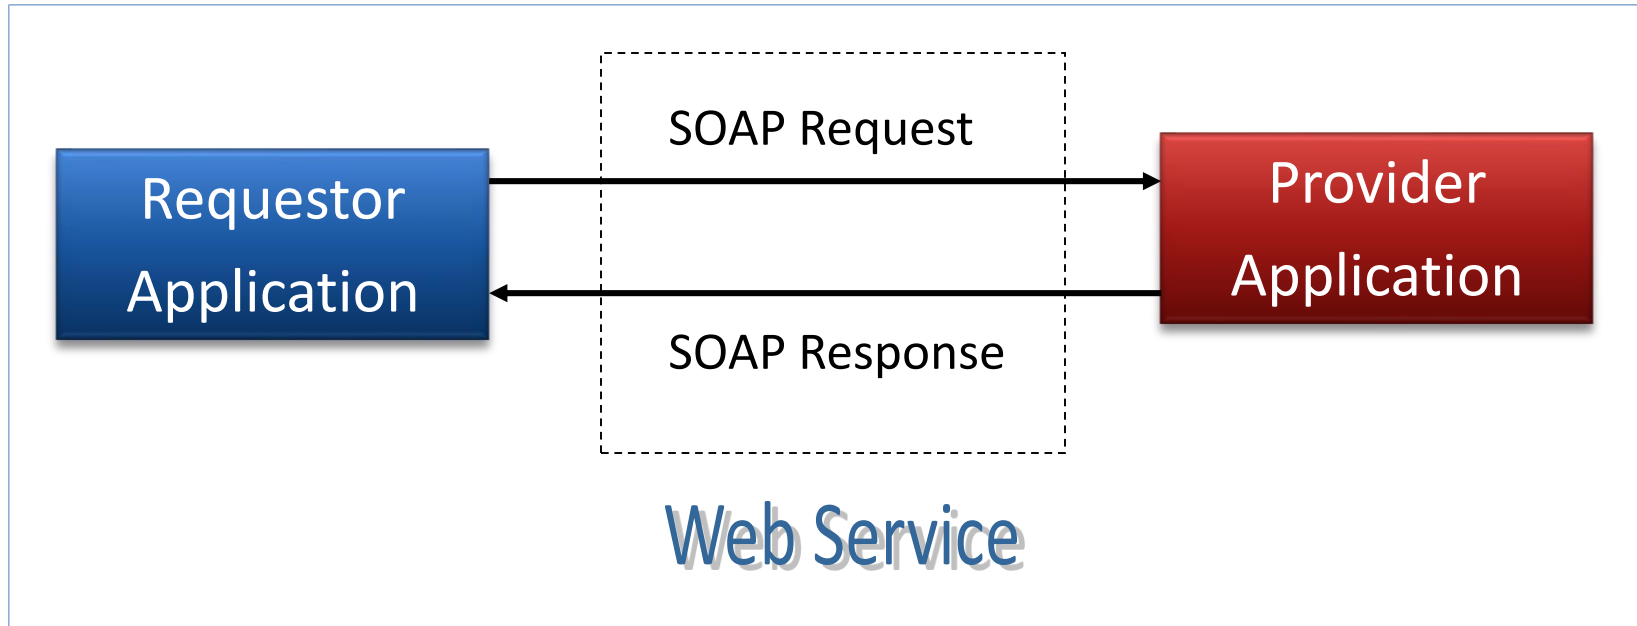 SOAP Request
Requestor
Application
Provider
Application
SOAP Response
Web Service